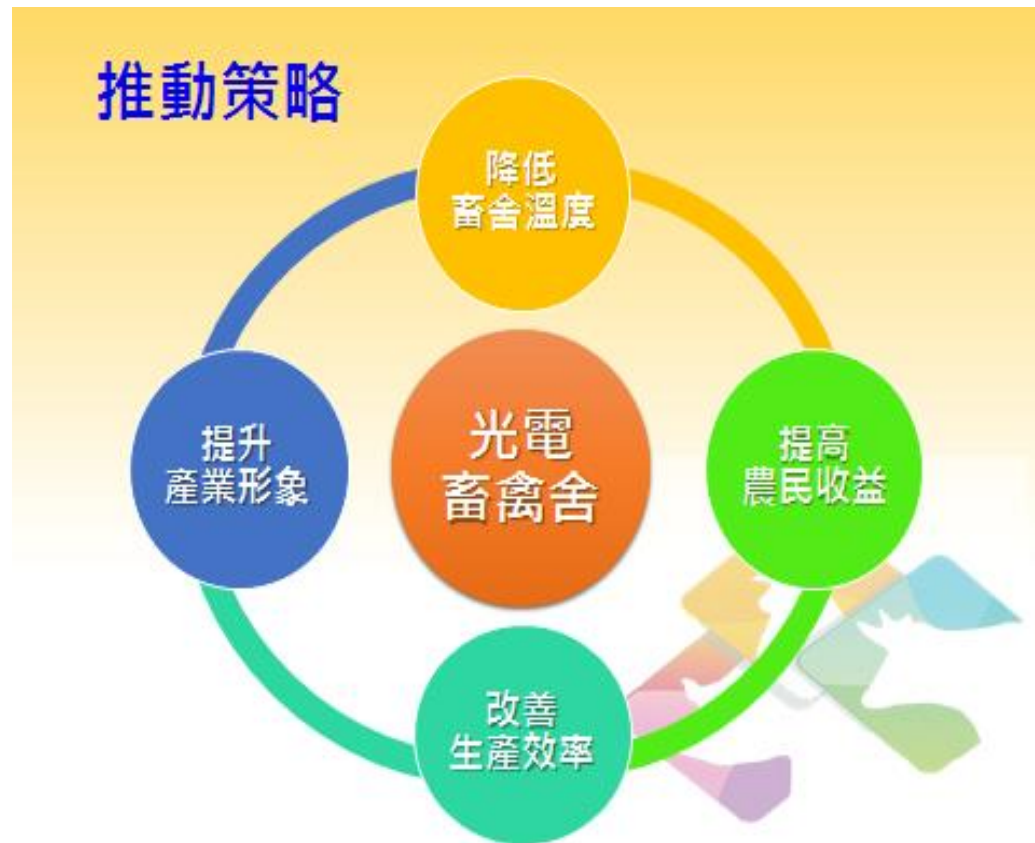 推動策略
降低
畜舍溫度
提升
產業形象
光電
畜禽舍
提高
農民收益
改善
生產效率